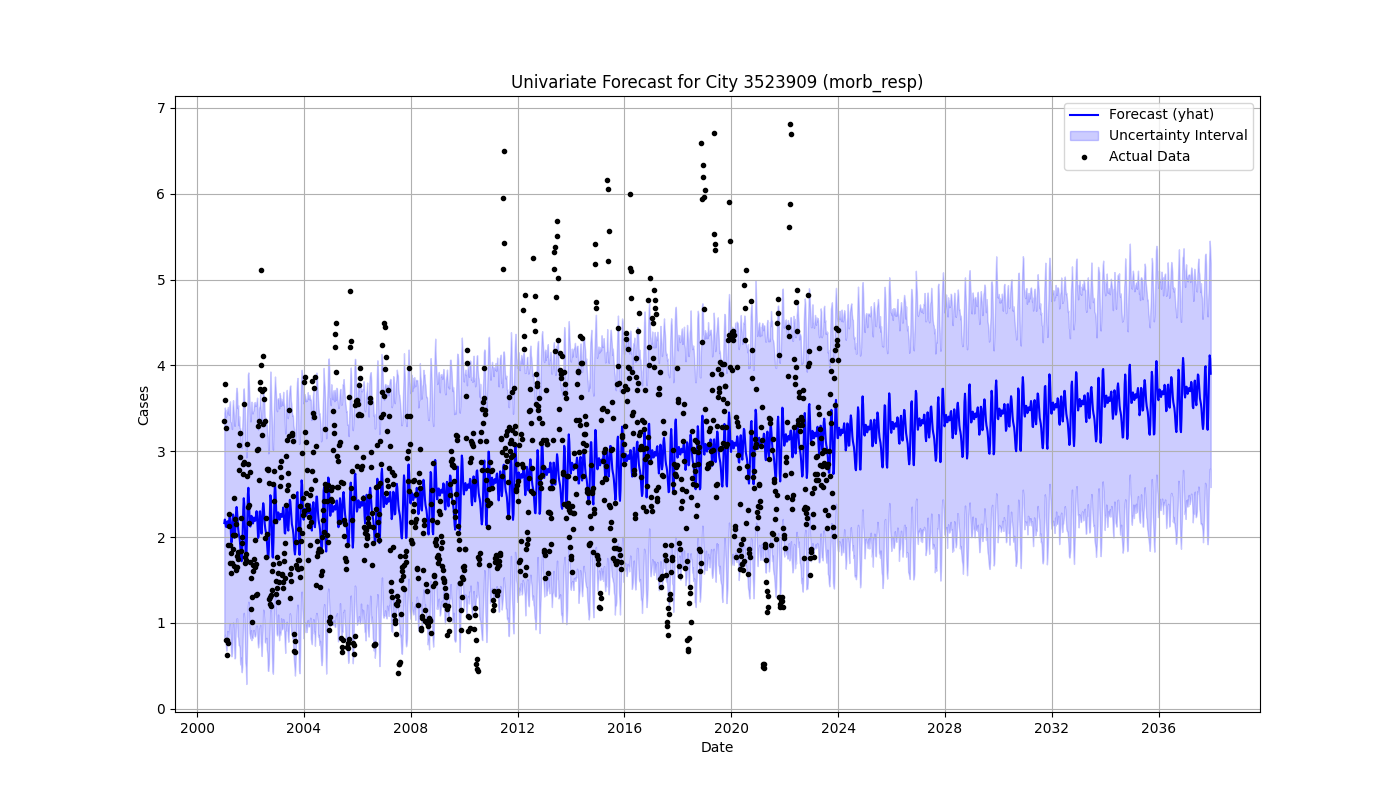 Univariate Forecast for City 3523909 (morb_resp)
Forecast (yhat)
Uncertainty Interval
Actual Data
7
6
5
4
3
2
1
0
Cases
2000 2004 2008 2012 2016 2020 2024 2028 2032 2036
Date